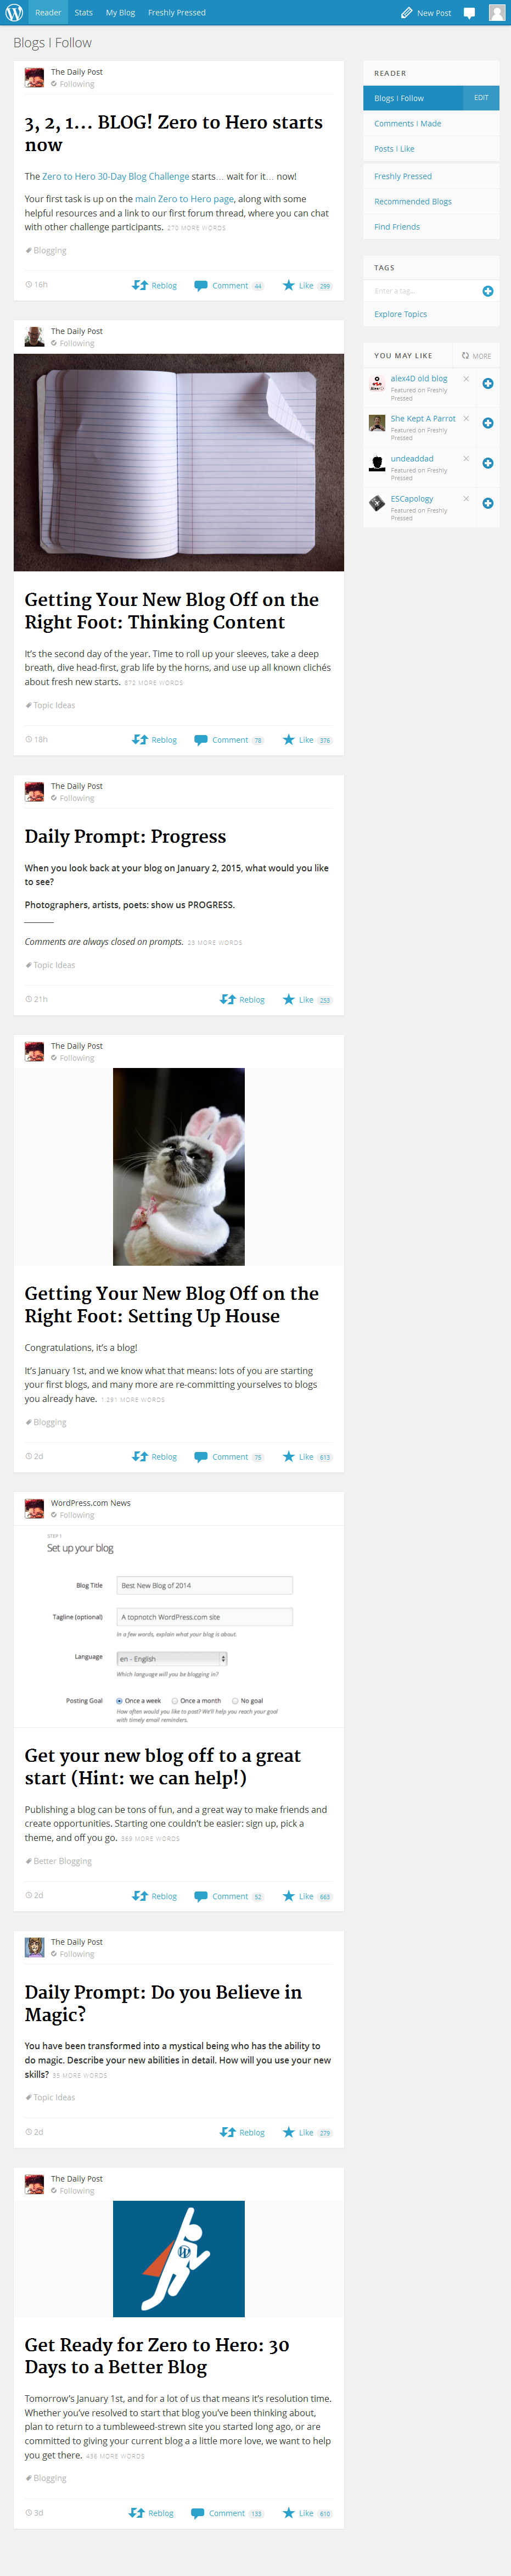 Reader Stats My Blog Freshly Pressed New Post
Blogs I Follow
The Daily Post
Following
3, 2, 1… BLOG! Zero to Hero starts
now
The Zero to Hero 30-Day Blog Challenge starts… wait for it… now!
Your first task is up on the main Zero to Hero page, along with some
helpful resources and a link to our first forum thread, where you can chat
with other challenge participants. 270 MORE WORDS
Blogging
16h Reblog Comment 44 Like 299
The Daily Post
Following
Getting Your New Blog Off on the
Right Foot: Thinking Content
It's the second day of the year. Time to roll up your sleeves, take a deep
breath, dive head-first, grab life by the horns, and use up all known clichés
about fresh new starts. 872 MORE WORDS
Topic Ideas
18h Reblog Comment 78 Like 376
The Daily Post
Following
Daily Prompt: Progress
When you look back at your blog on January 2, 2015, what would you like
to see?
Photographers, artists, poets: show us PROGRESS.
Comments are always closed on prompts. 23 MORE WORDS
Topic Ideas
21h Reblog Like 253
The Daily Post
Following
Getting Your New Blog Off on the
Right Foot: Setting Up House
Congratulations, it's a blog!
It's January 1st, and we know what that means: lots of you are starting
your first blogs, and many more are re-committing yourselves to blogs
you already have. 1,291 MORE WORDS
Blogging
2d Reblog Comment 75 Like 613
WordPress.com News
Following
STEP 1
Set up your blog
Blog Title Best New Blog of 2014
Tagline (optional) A topnotch WordPress.com site
In a few words, explain what your blog is about.
Language en - English
Which language will you be blogging in?
Posting Goal Once a week Once a month No goal
How often would you like to post? We'll help you reach your goal
with timely email reminders.
Get your new blog off to a great
start (Hint: we can help!)
Publishing a blog can be tons of fun, and a great way to make friends and
create opportunities. Starting one couldn't be easier: sign up, pick a
theme, and off you go. 369 MORE WORDS
Better Blogging
2d Reblog Comment 52 Like 663
The Daily Post
Following
Daily Prompt: Do you Believe in
Magic?
You have been transformed into a mystical being who has the ability to
do magic. Describe your new abilities in detail. How will you use your new
skills? 35 MORE WORDS
Topic Ideas
2d Reblog Like 279
The Daily Post
Following
Get Ready for Zero to Hero: 30
Days to a Better Blog
Tomorrow's January 1st, and for a lot of us that means it's resolution time.
Whether you've resolved to start that blog you've been thinking about,
plan to return to a tumbleweed-strewn site you started long ago, or are
committed to giving your current blog a a little more love, we want to help
you get there. 436 MORE WORDS
Blogging
3d Reblog Comment 133 Like 610
READER
Blogs I Follow EDIT
Comments I Made
Posts I Like
Freshly Pressed
Recommended Blogs
Find Friends
TAGS
Enter a tag...
Explore Topics
YOU MAY LIKE MORE
alex4D old blog
Featured on Freshly
Pressed
She Kept A Parrot
Featured on Freshly
Pressed
undeaddad
Featured on Freshly
Pressed
ESCapology
Featured on Freshly
Pressed